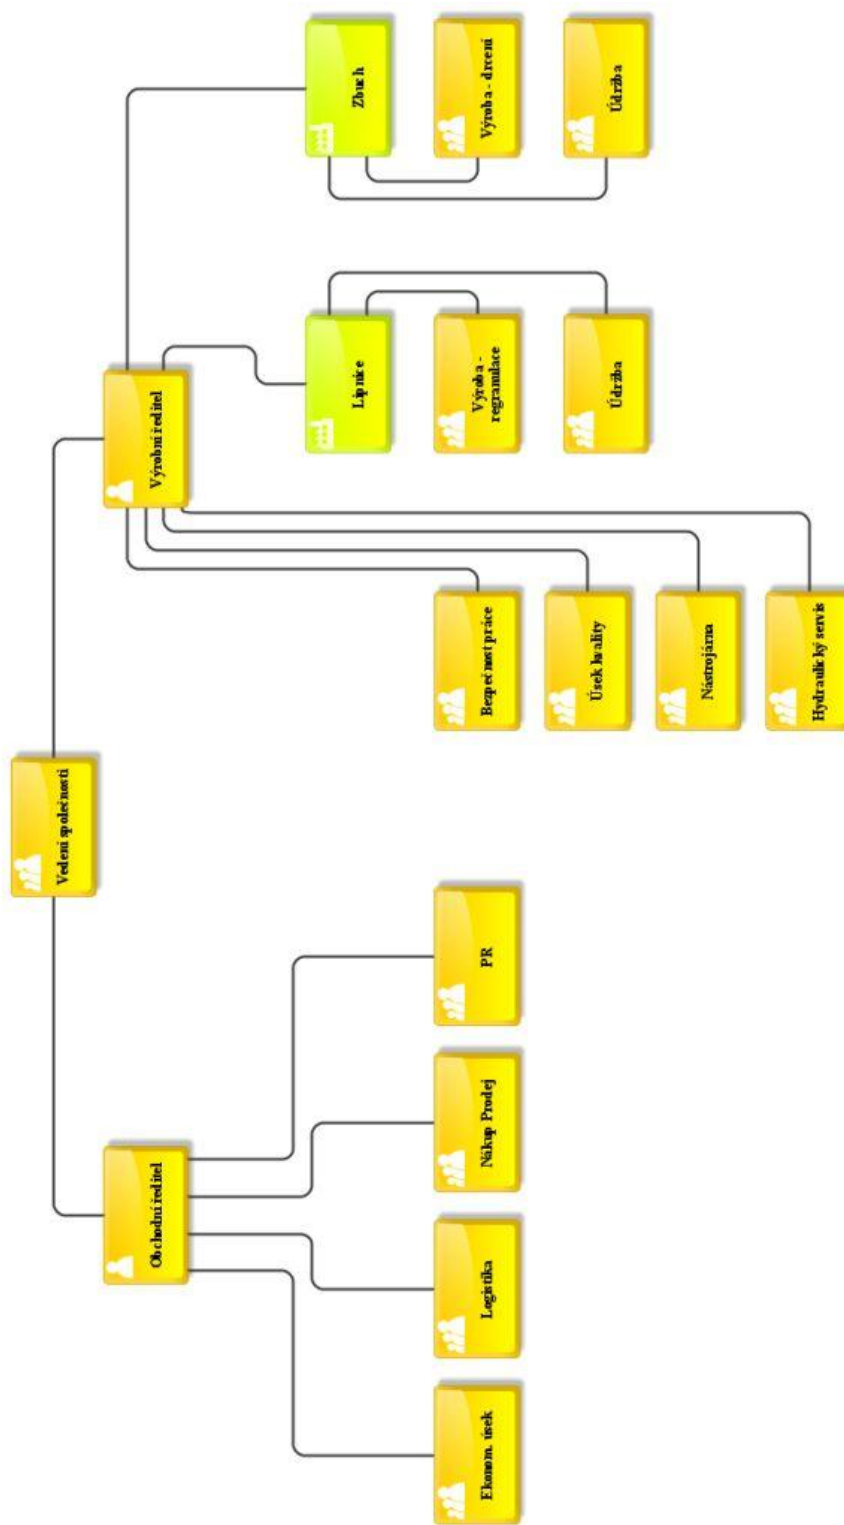 Vedení společnosti
Obchodní ředitel
Výrobní ředitel
Ekonom. úsek
Logistika
Nákup Prodej
PR
Bezpečnost práce
Úsek kvality
Nástrojárna
Hydraulický servis
Lipnice
Výroba -
regranulace
Údržba
Zbuch
Výroba - drcení
Údržba